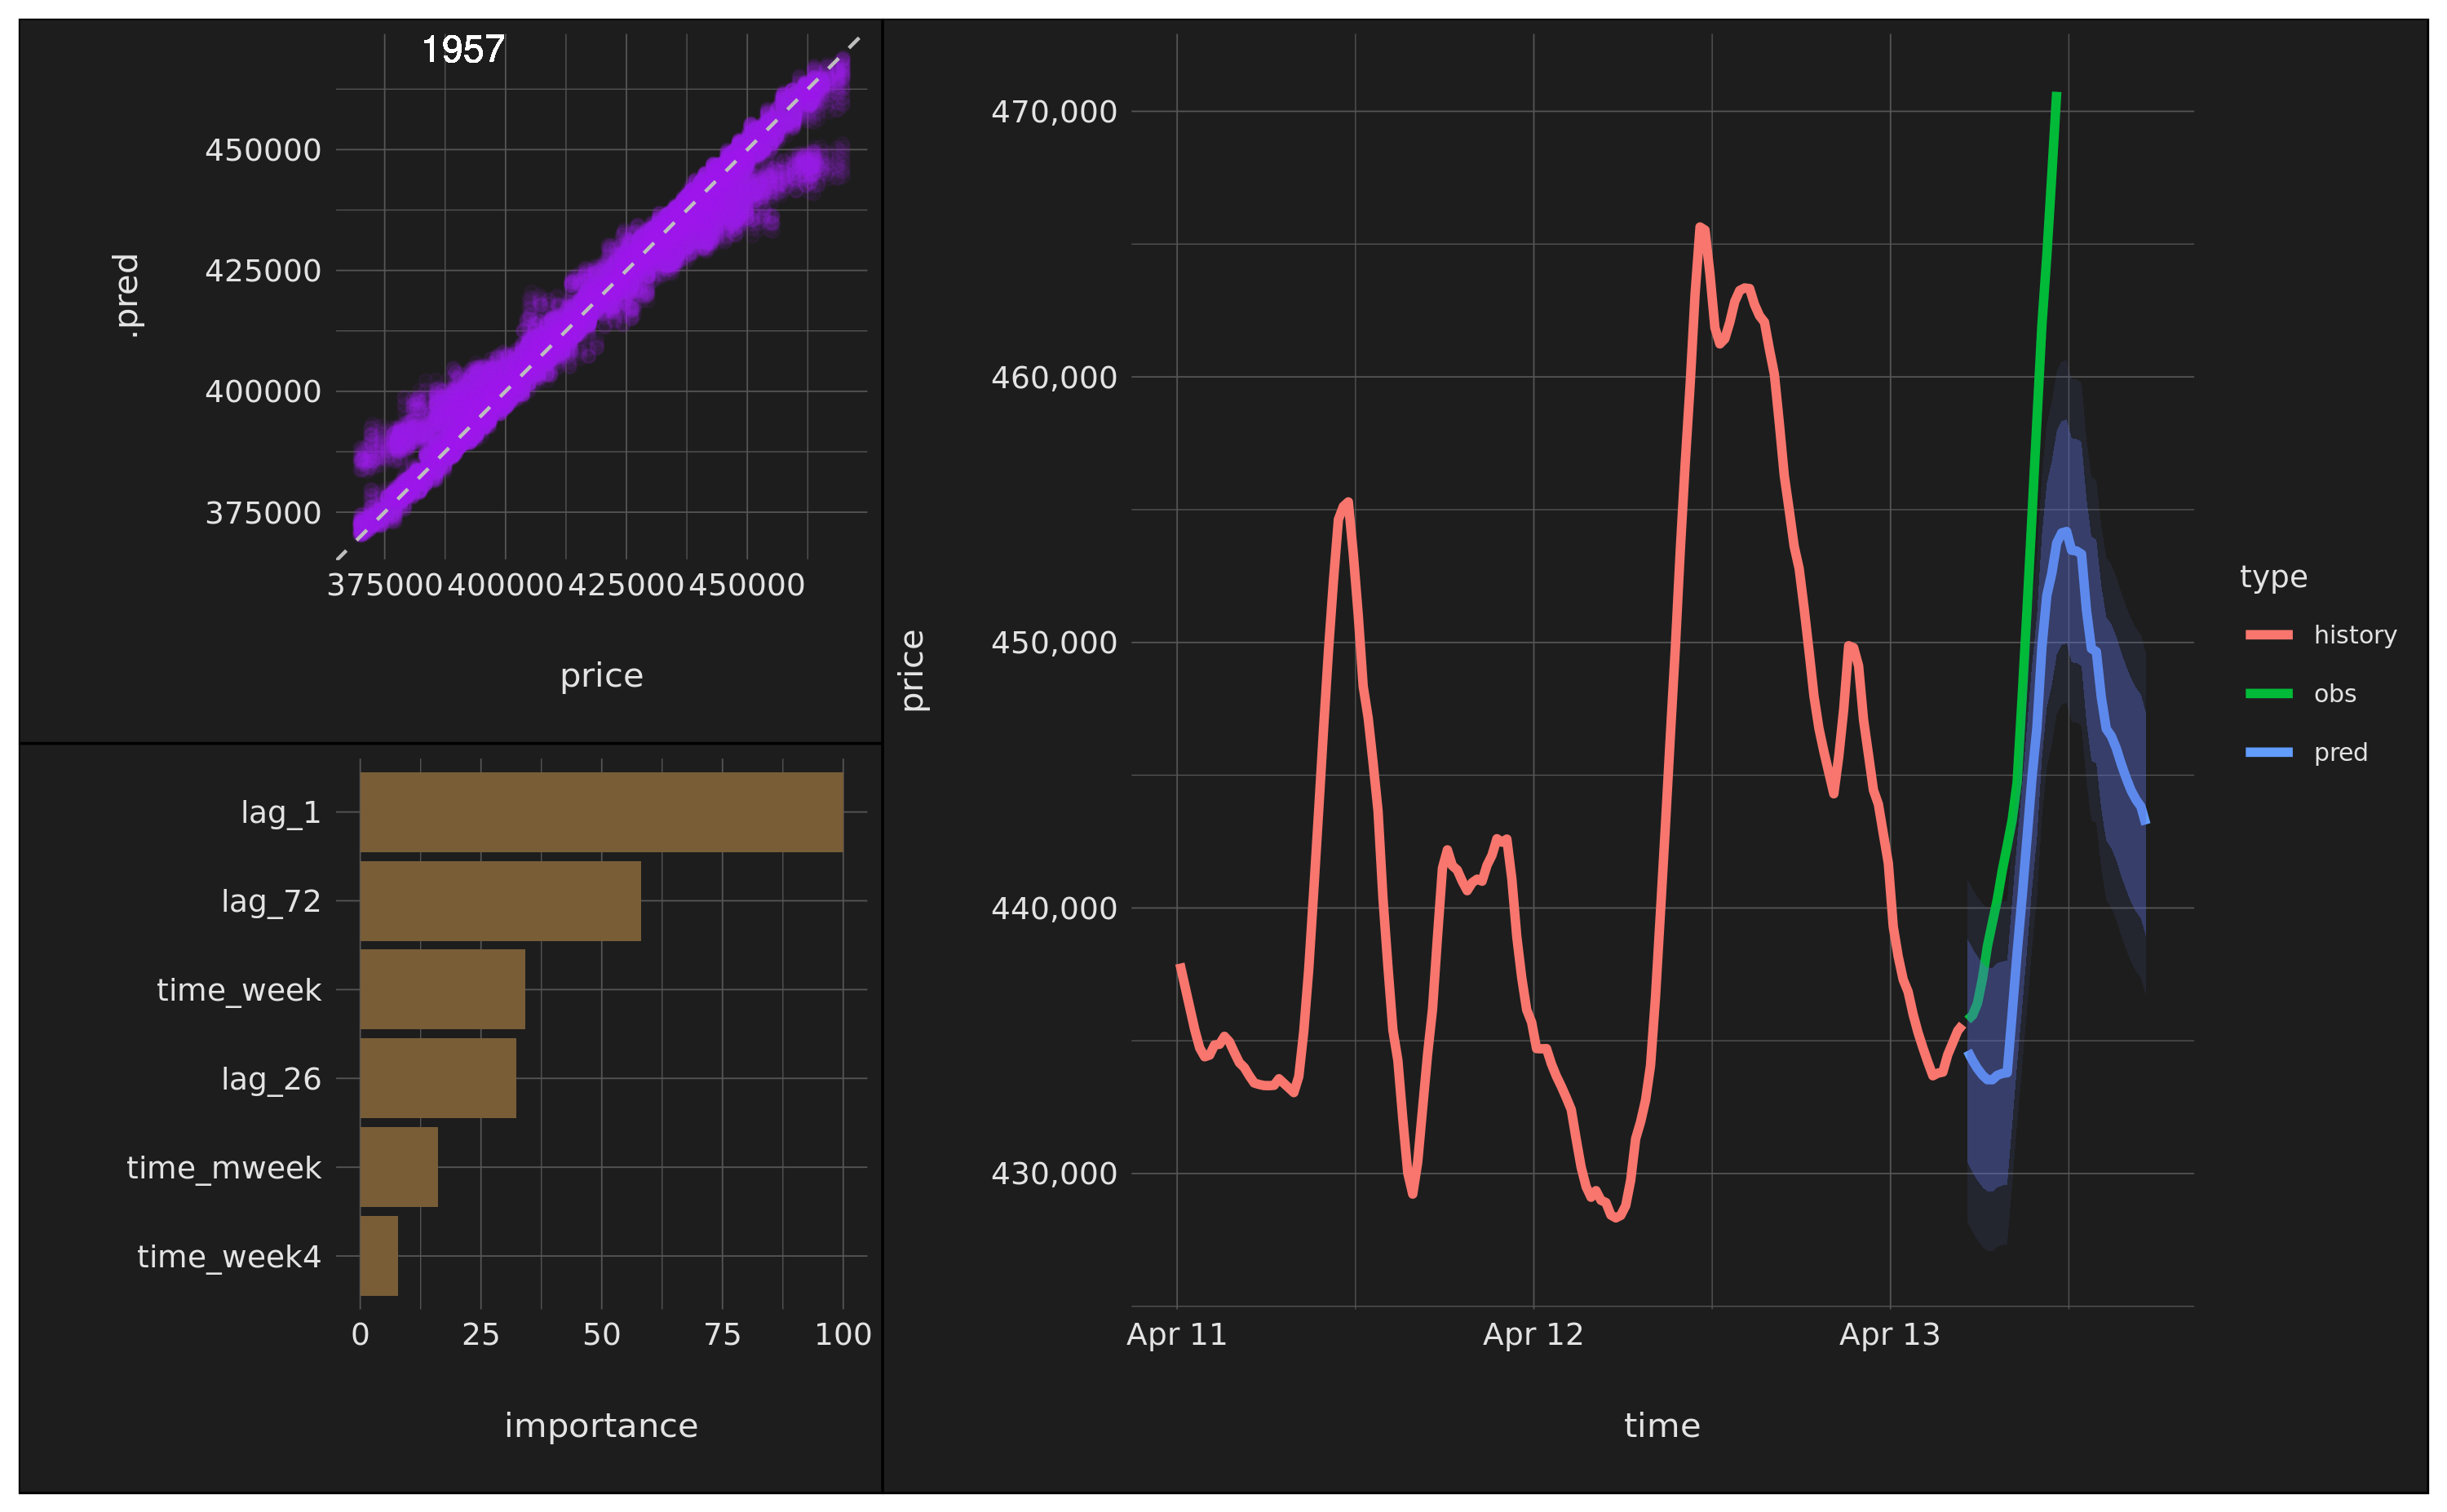 1957
.pred
450000
425000
400000
375000
375000 400000 425000 450000
price
lag_1
lag_72
time_week
lag_26
time_mweek
time_week4
0 25 50 75 100
importance
price
470,000
460,000
450,000
440,000
430,000
Apr 11 Apr 12 Apr 13
time
type
history
obs
pred